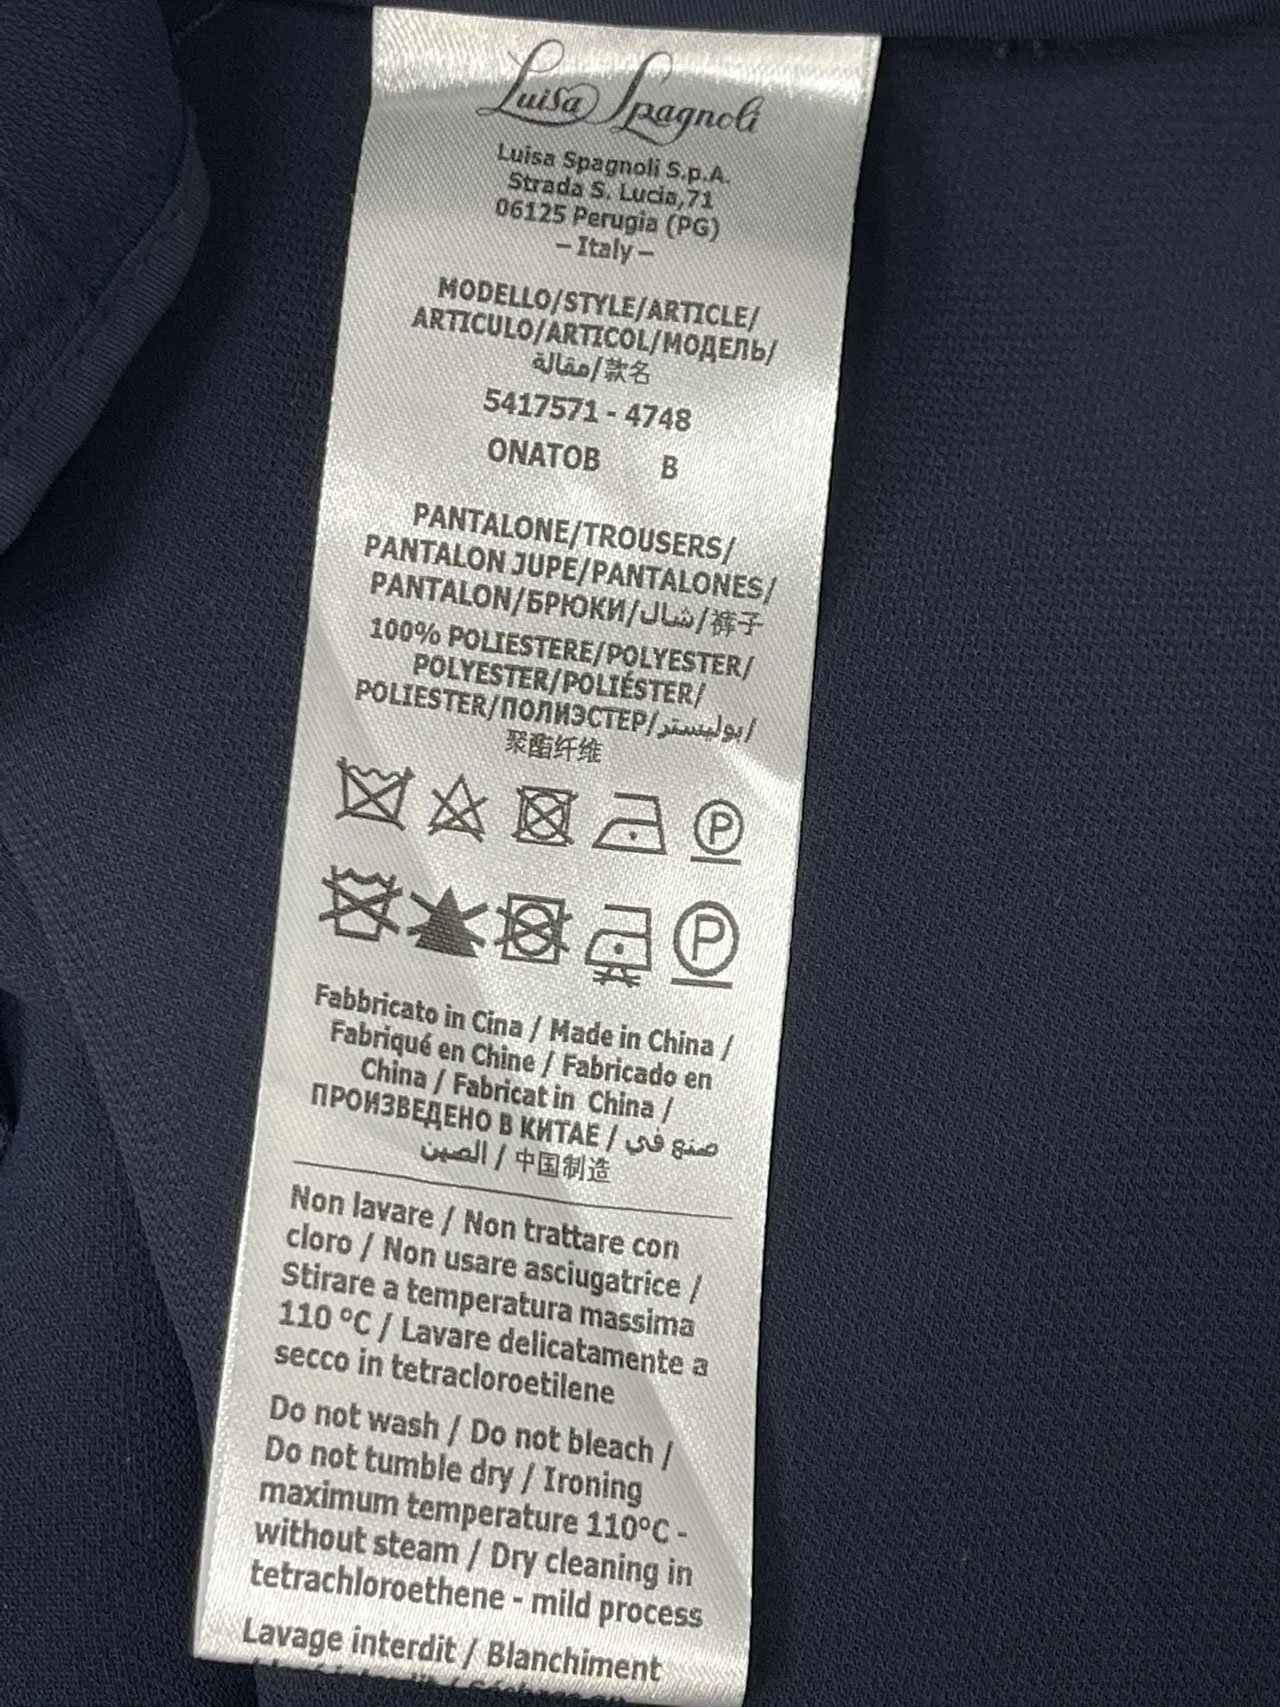 Luisa Spagnoli
Luisa Spagnoli S.p.A.
Strada S. Lucia,71
06125 Perugia (PG)
– Italy –
MODELLO/STYLE/ARTICLE/
ARTICULO/ARTICOL/МОДЕЛЬ/
مقالة/款名
5417571 - 4748
ONATOB B
PANTALONE/TROUSERS/
PANTALON JUPE/PANTALONES/
PANTALON/БРЮКИ/شال/裤子
100% POLIESTERE/POLYESTER/
POLYESTER/POLIÉSTER/
POLIESTER/ПОЛИЭСТЕР/بوليستر/
聚酯纤维
P
P
Fabbricato in Cina / Made in China /
Fabriqué en Chine / Fabricado en
China / Fabricat in China /
ПРОИЗВЕДЕНО В КИТАЕ / صنع في
الصين / 中国制造
Non lavare / Non trattare con
cloro / Non usare asciugatrice /
Stirare a temperatura massima
110 °C / Lavare delicatamente a
secco in tetracloroetilene
Do not wash / Do not bleach /
Do not tumble dry / Ironing
maximum temperature 110°C -
without steam / Dry cleaning in
tetrachloroethene - mild process
Lavage interdit / Blanchiment